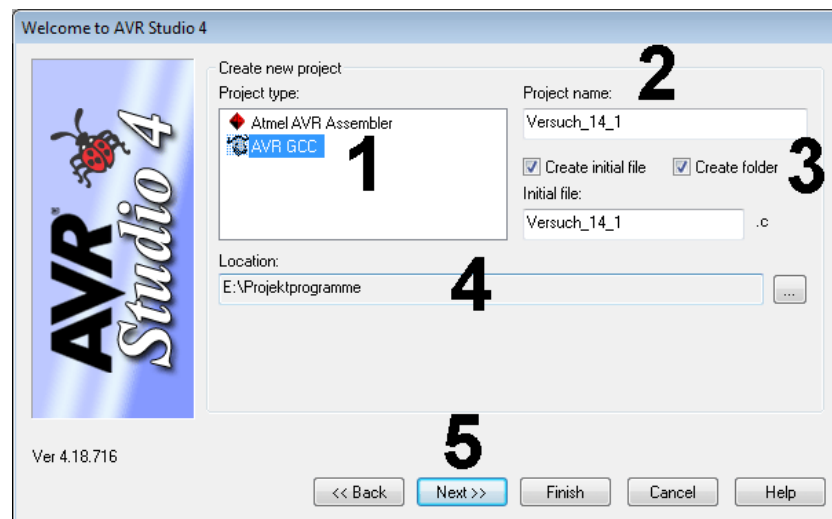 Welcome to AVR Studio 4
AVR
Studio 4
Create new project
Project type:
Atmel AVR Assembler
AVR GCC
1
2
Project name:
Versuch_14_1
Create initial file
Create folder
3
Initial file:
Versuch_14_1 .c
Location:
4
E:\Projektprogramme
...
5
Ver 4.18.716
<< Back Next >> Finish Cancel Help